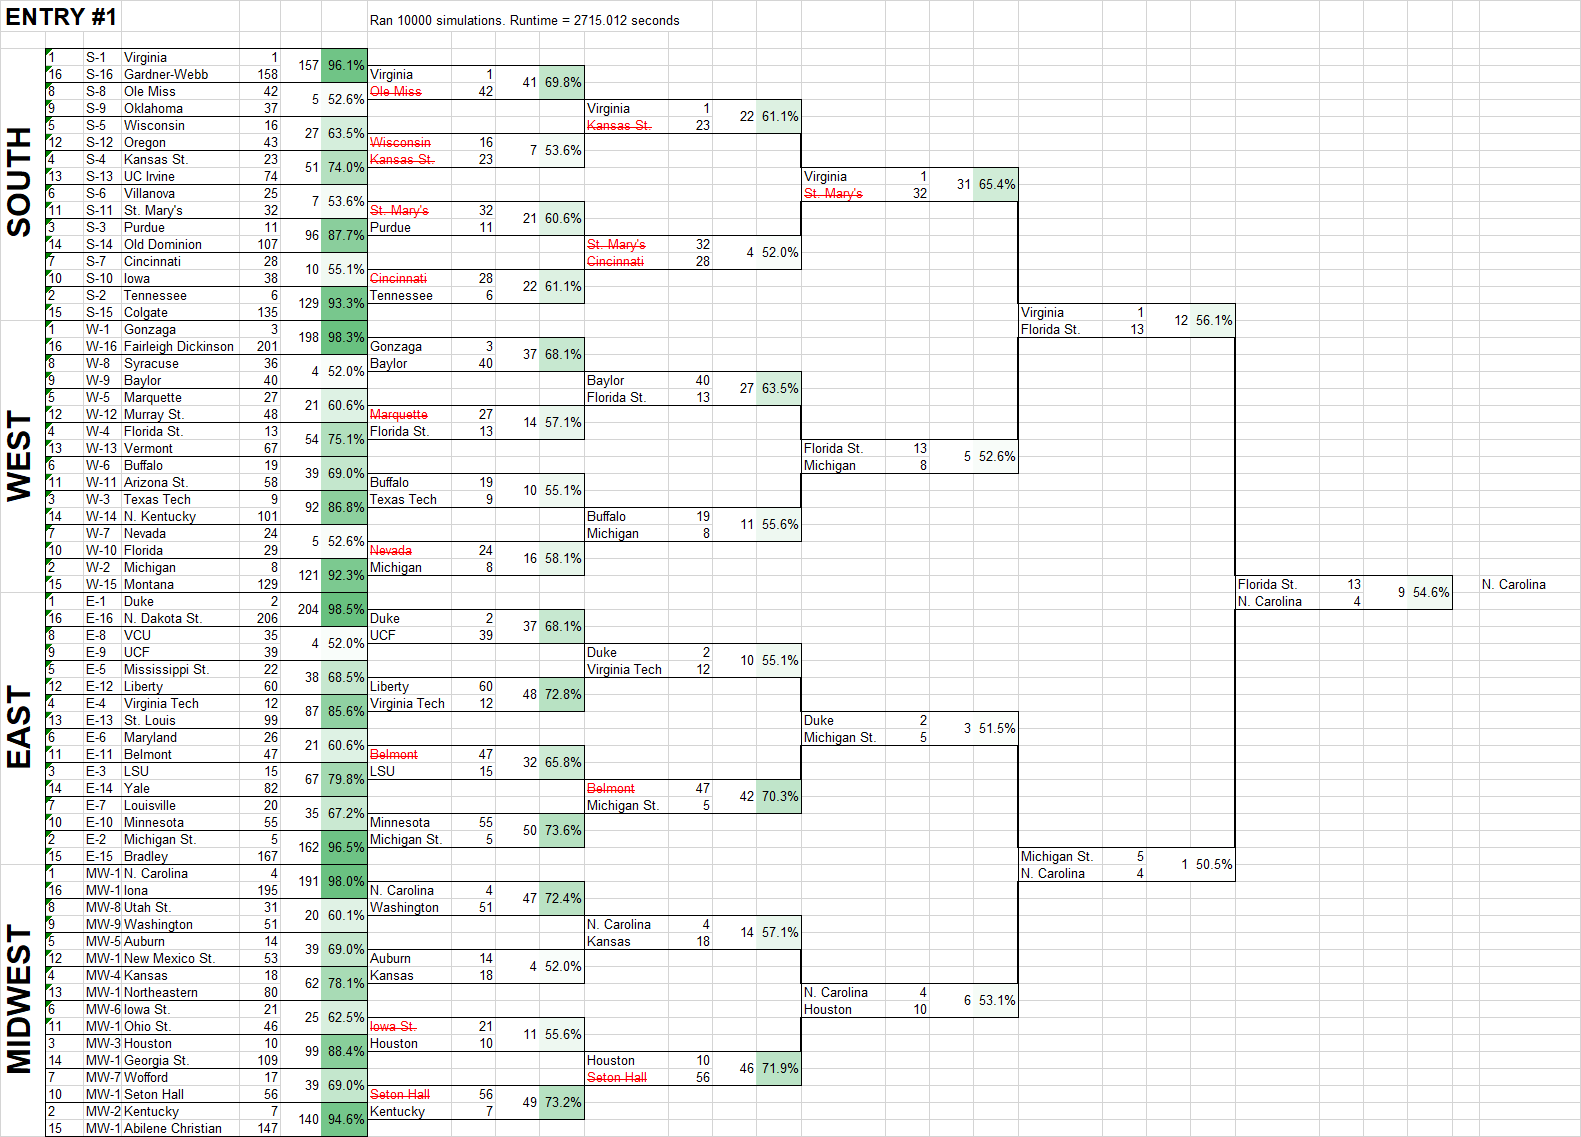 ENTRY #1
Ran 10000 simulations. Runtime = 2715.012 seconds
SOUTH
1 S-1 Virginia 1
157 96.1%
16 S-16 Gardner-Webb 158
8 S-8 Ole Miss 42
5 52.6%
9 S-9 Oklahoma 37
5 S-5 Wisconsin 16
27 63.5%
12 S-12 Oregon 43
4 S-4 Kansas St. 23
51 74.0%
13 S-13 UC Irvine 74
6 S-6 Villanova 25
7 53.6%
11 S-11 St. Mary's 32
3 S-3 Purdue 11
96 87.7%
14 S-14 Old Dominion 107
7 S-7 Cincinnati 28
10 55.1%
10 S-10 Iowa 38
2 S-2 Tennessee 6
129 93.3%
15 S-15 Colgate 135
WEST
1 W-1 Gonzaga 3
198 98.3%
16 W-16 Fairleigh Dickinson 201
8 W-8 Syracuse 36
4 52.0%
9 W-9 Baylor 40
5 W-5 Marquette 27
21 60.6%
12 W-12 Murray St. 48
4 W-4 Florida St. 13
54 75.1%
13 W-13 Vermont 67
6 W-6 Buffalo 19
39 69.0%
11 W-11 Arizona St. 58
3 W-3 Texas Tech 9
92 86.8%
14 W-14 N. Kentucky 101
7 W-7 Nevada 24
5 52.6%
10 W-10 Florida 29
2 W-2 Michigan 8
121 92.3%
15 W-15 Montana 129
EAST
1 E-1 Duke 2
204 98.5%
16 E-16 N. Dakota St. 206
8 E-8 VCU 35
4 52.0%
9 E-9 UCF 39
5 E-5 Mississippi St. 22
38 68.5%
12 E-12 Liberty 60
4 E-4 Virginia Tech 12
87 85.6%
13 E-13 St. Louis 99
6 E-6 Maryland 26
21 60.6%
11 E-11 Belmont 47
3 E-3 LSU 15
67 79.8%
14 E-14 Yale 82
7 E-7 Louisville 20
35 67.2%
10 E-10 Minnesota 55
2 E-2 Michigan St. 5
162 96.5%
15 E-15 Bradley 167
MIDWEST
1 MW-1 N. Carolina 4
191 98.0%
16 MW-1 Iona 195
8 MW-8 Utah St. 31
20 60.1%
9 MW-9 Washington 51
5 MW-5 Auburn 14
39 69.0%
12 MW-1 New Mexico St. 53
4 MW-4 Kansas 18
62 78.1%
13 MW-1 Northeastern 80
6 MW-6 Iowa St. 21
25 62.5%
11 MW-1 Ohio St. 46
3 MW-3 Houston 10
99 88.4%
14 MW-1 Georgia St. 109
7 MW-7 Wofford 17
39 69.0%
10 MW-1 Seton Hall 56
2 MW-2 Kentucky 7
140 94.6%
15 MW-1 Abilene Christian 147
Virginia 1
41 69.8%
Ole Miss 42
Wisconsin 16
7 53.6%
Kansas St. 23
St. Mary's 32
21 60.6%
Purdue 11
Cincinnati 28
22 61.1%
Tennessee 6
Gonzaga 3
37 68.1%
Baylor 40
Marquette 27
14 57.1%
Florida St. 13
Buffalo 19
10 55.1%
Texas Tech 9
Nevada 24
16 58.1%
Michigan 8
Duke 2
37 68.1%
UCF 39
Liberty 60
48 72.8%
Virginia Tech 12
Belmont 47
32 65.8%
LSU 15
Minnesota 55
50 73.6%
Michigan St. 5
N. Carolina 4
47 72.4%
Washington 51
Auburn 14
4 52.0%
Kansas 18
Iowa St. 21
11 55.6%
Houston 10
Seton Hall 56
49 73.2%
Kentucky 7
Virginia 1
22 61.1%
Kansas St. 23
St. Mary's 32
4 52.0%
Cincinnati 28
Baylor 40
27 63.5%
Florida St. 13
Buffalo 19
11 55.6%
Michigan 8
Duke 2
10 55.1%
Virginia Tech 12
Belmont 47
42 70.3%
Michigan St. 5
N. Carolina 4
14 57.1%
Kansas 18
Houston 10
46 71.9%
Seton Hall 56
Virginia 1
31 65.4%
St. Mary's 32
Florida St. 13
5 52.6%
Michigan 8
Duke 2
3 51.5%
Michigan St. 5
N. Carolina 4
6 53.1%
Houston 10
Virginia 1
12 56.1%
Florida St. 13
Michigan St. 5
1 50.5%
N. Carolina 4
Florida St. 13
9 54.6%
N. Carolina 4
N. Carolina